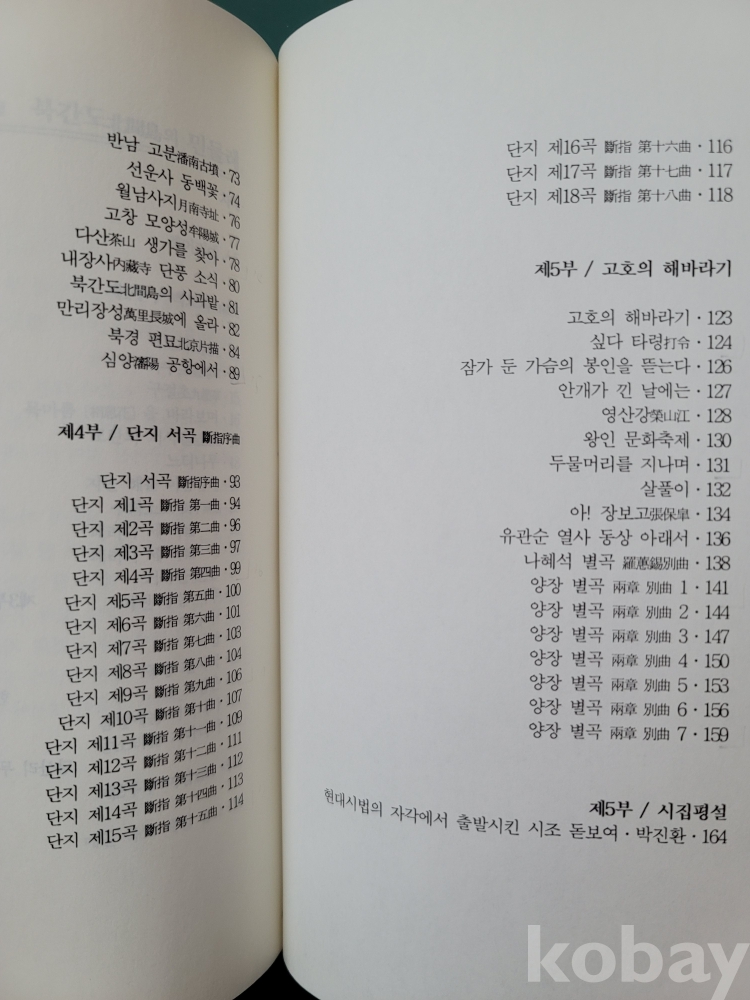 반남 고분潘南古墳·73
선운사 동백꽃·74
월남사지月南寺址·76
고창 모양성牟陽城·77
다산茶山 생가를 찾아·78
내장사內藏寺 단풍 소식·80
북간도北間島의 사과밭·81
만리장성萬里長城에 올라·82
북경 편묘北京片描·84
심양瀋陽 공항에서·89
제4부 / 단지 서곡 斷指序曲
단지 서곡 斷指序曲·93
단지 제1곡 斷指 第一曲·94
단지 제2곡 斷指 第二曲·96
단지 제3곡 斷指 第三曲·97
단지 제4곡 斷指 第四曲·99
단지 제5곡 斷指 第五曲·100
단지 제6곡 斷指 第六曲·101
단지 제7곡 斷指 第七曲·103
단지 제8곡 斷指 第八曲·104
단지 제9곡 斷指 第九曲·106
단지 제10곡 斷指 第十曲·107
단지 제11곡 斷指 第十一曲·109
단지 제12곡 斷指 第十二曲·111
단지 제13곡 斷指 第十三曲·112
단지 제14곡 斷指 第十四曲·113
단지 제15곡 斷指 第十五曲·114
단지 제16곡 斷指 第十六曲·116
단지 제17곡 斷指 第十七曲·117
단지 제18곡 斷指 第十八曲·118
제5부 / 고호의 해바라기
고호의 해바라기·123
싶다 타령打令·124
잠가 둔 가슴의 봉인을 뜯는다·126
안개가 낀 날에는·127
영산강榮山江·128
왕인 문화축제·130
두물머리를 지나며·131
살풀이·132
아! 장보고張保皐·134
유관순 열사 동상 아래서·136
나혜석 별곡 羅蕙錫別曲·138
양장 별곡 兩章 別曲 1·141
양장 별곡 兩章 別曲 2·144
양장 별곡 兩章 別曲 3·147
양장 별곡 兩章 別曲 4·150
양장 별곡 兩章 別曲 5·153
양장 별곡 兩章 別曲 6·156
양장 별곡 兩章 別曲 7·159
제5부 / 시집평설
현대시법의 자각에서 출발시킨 시조 돋보여·박진환·164
kobay